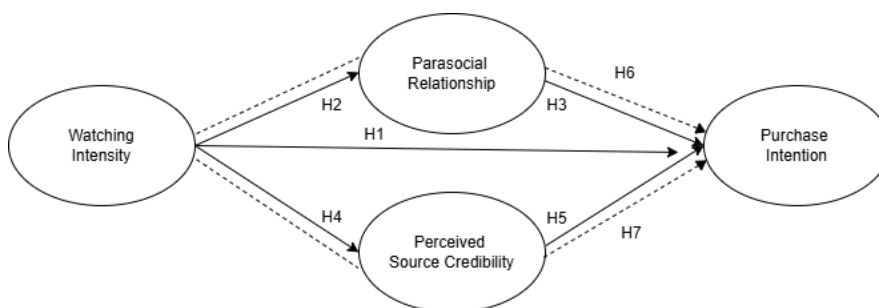 Parasocial
Relationship
H6
H2
H3
Watching
Intensity
H1
Purchase
Intention
H4
H5
H7
Perceived
Source Credibility